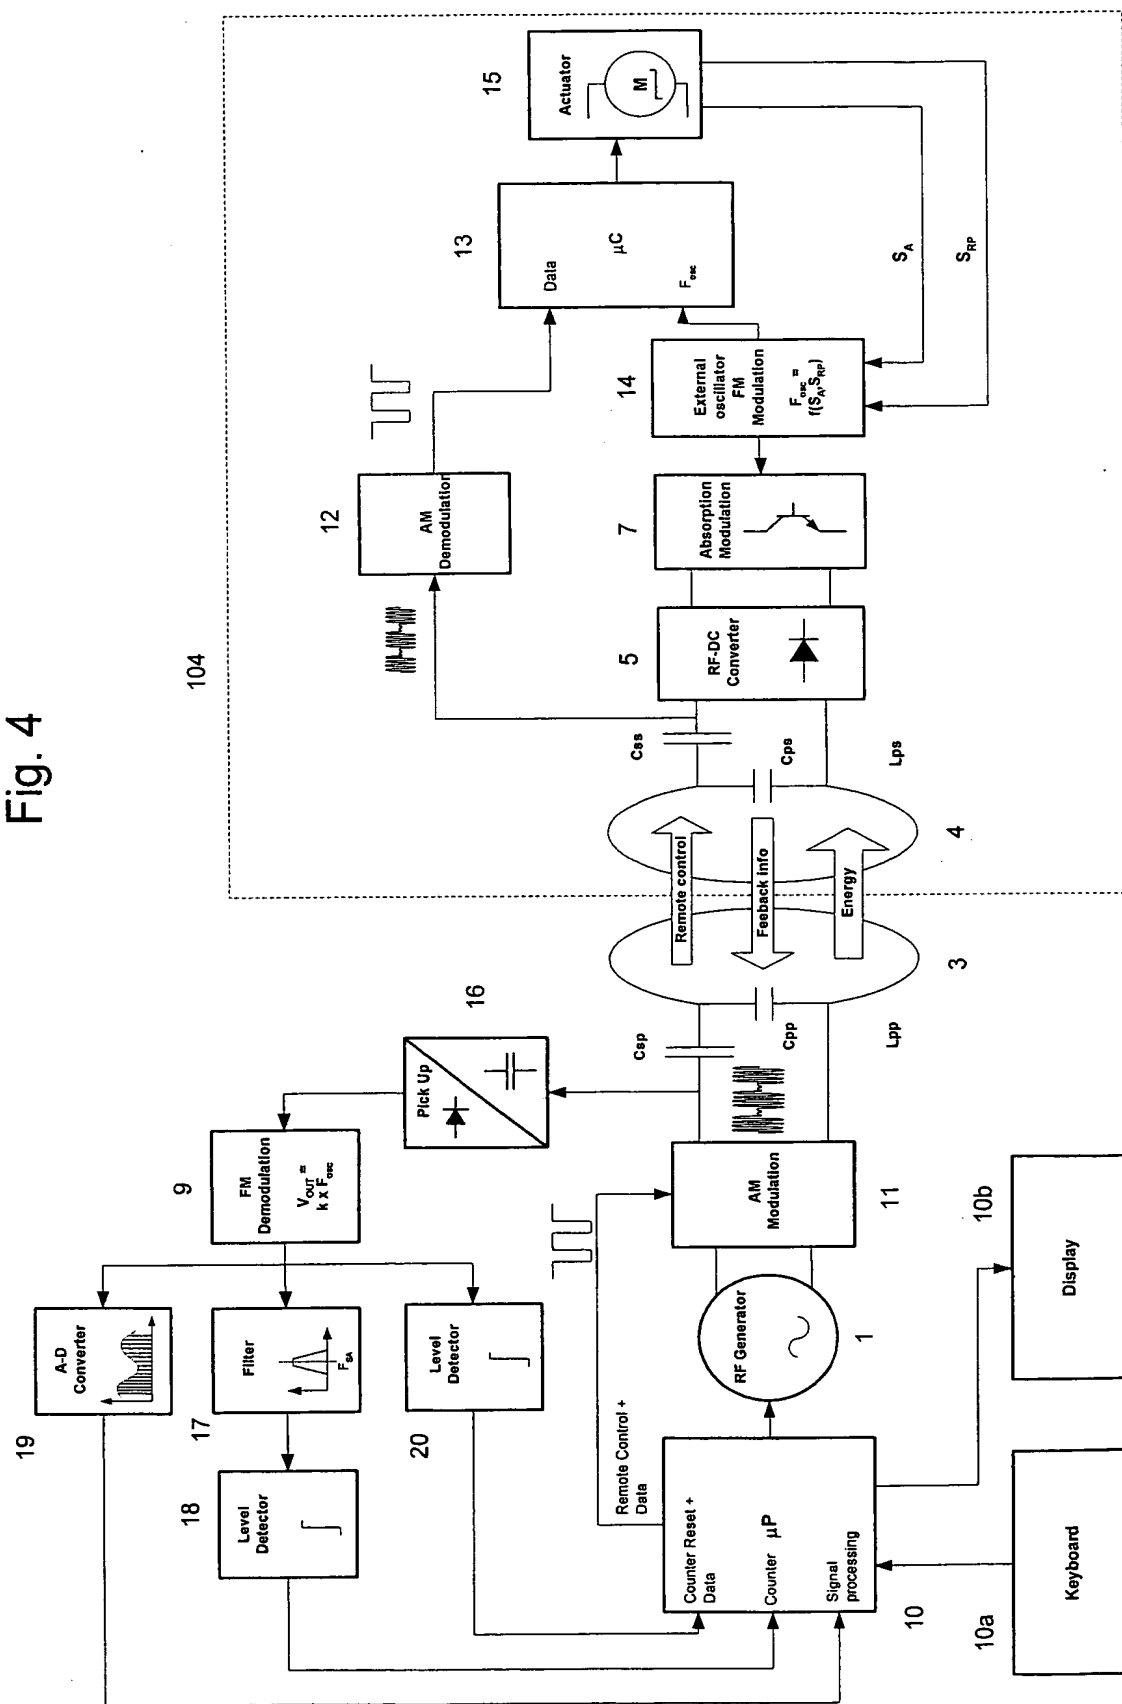 Fig. 4
104
19
A-D
Converter
9
FM
Demodulation
V_OUT =
k x F_osc
16
Pick Up
17
Filter
F_SA
18
Level
Detector
20
Level
Detector
12
AM
Demodulation
13
Data
µC
F_osc
15
Actuator
M
S_A
S_RP
14
External
oscillator
FM
Modulation
F_osc =
f(S_A, S_RP)
7
Absorption
Modulation
5
RF-DC
Converter
Css
Cps
Lps
4
Remote control
Feeback info
Energy
3
Csp
Cpp
Lpp
11
AM
Modulation
1
RF Generator
Remote Control +
Data
10
Counter Reset +
Data
Counter µP
Signal
processing
10a
Keyboard
10b
Display